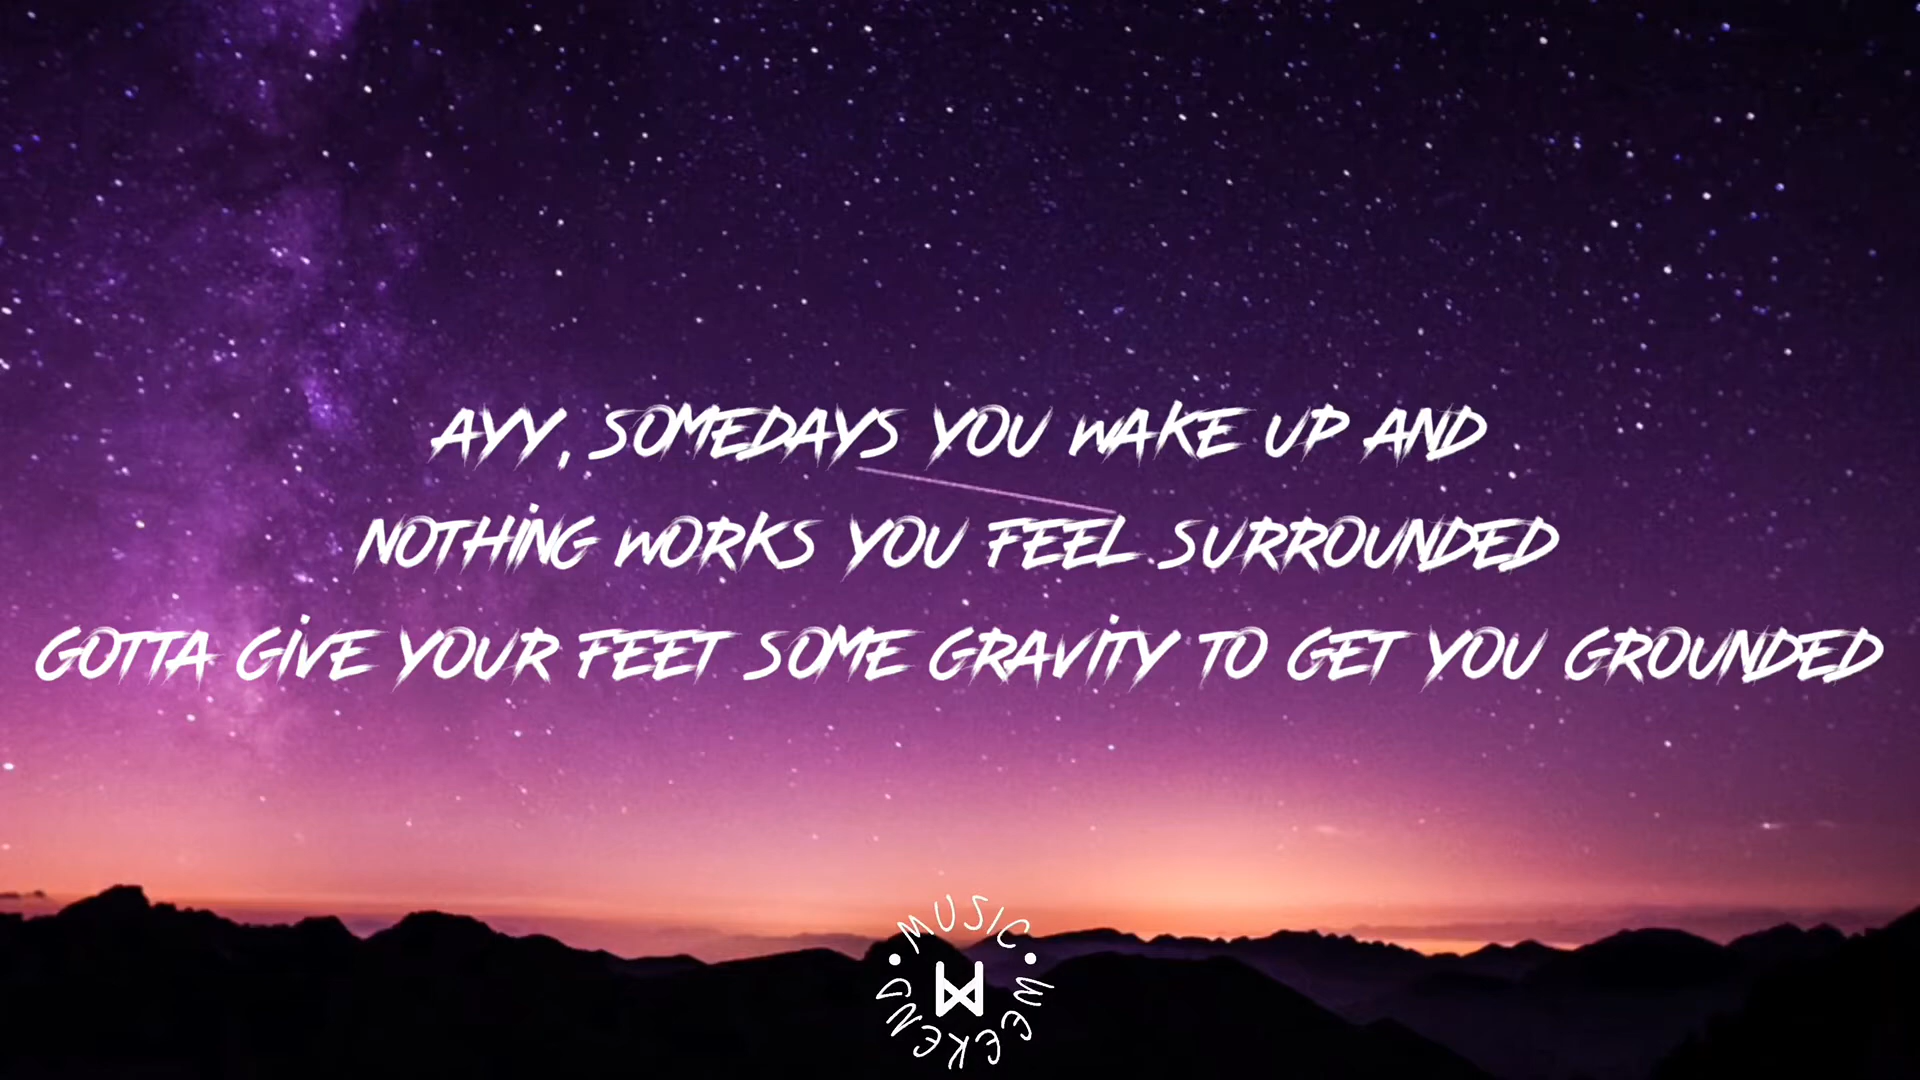 AYY, SOMEDAYS YOU WAKE UP AND
NOTHING WORKS YOU FEEL SURROUNDED
GOTTA GIVE YOUR FEET SOME GRAVITY TO GET YOU GROUNDED
MUSIC WEEKEND